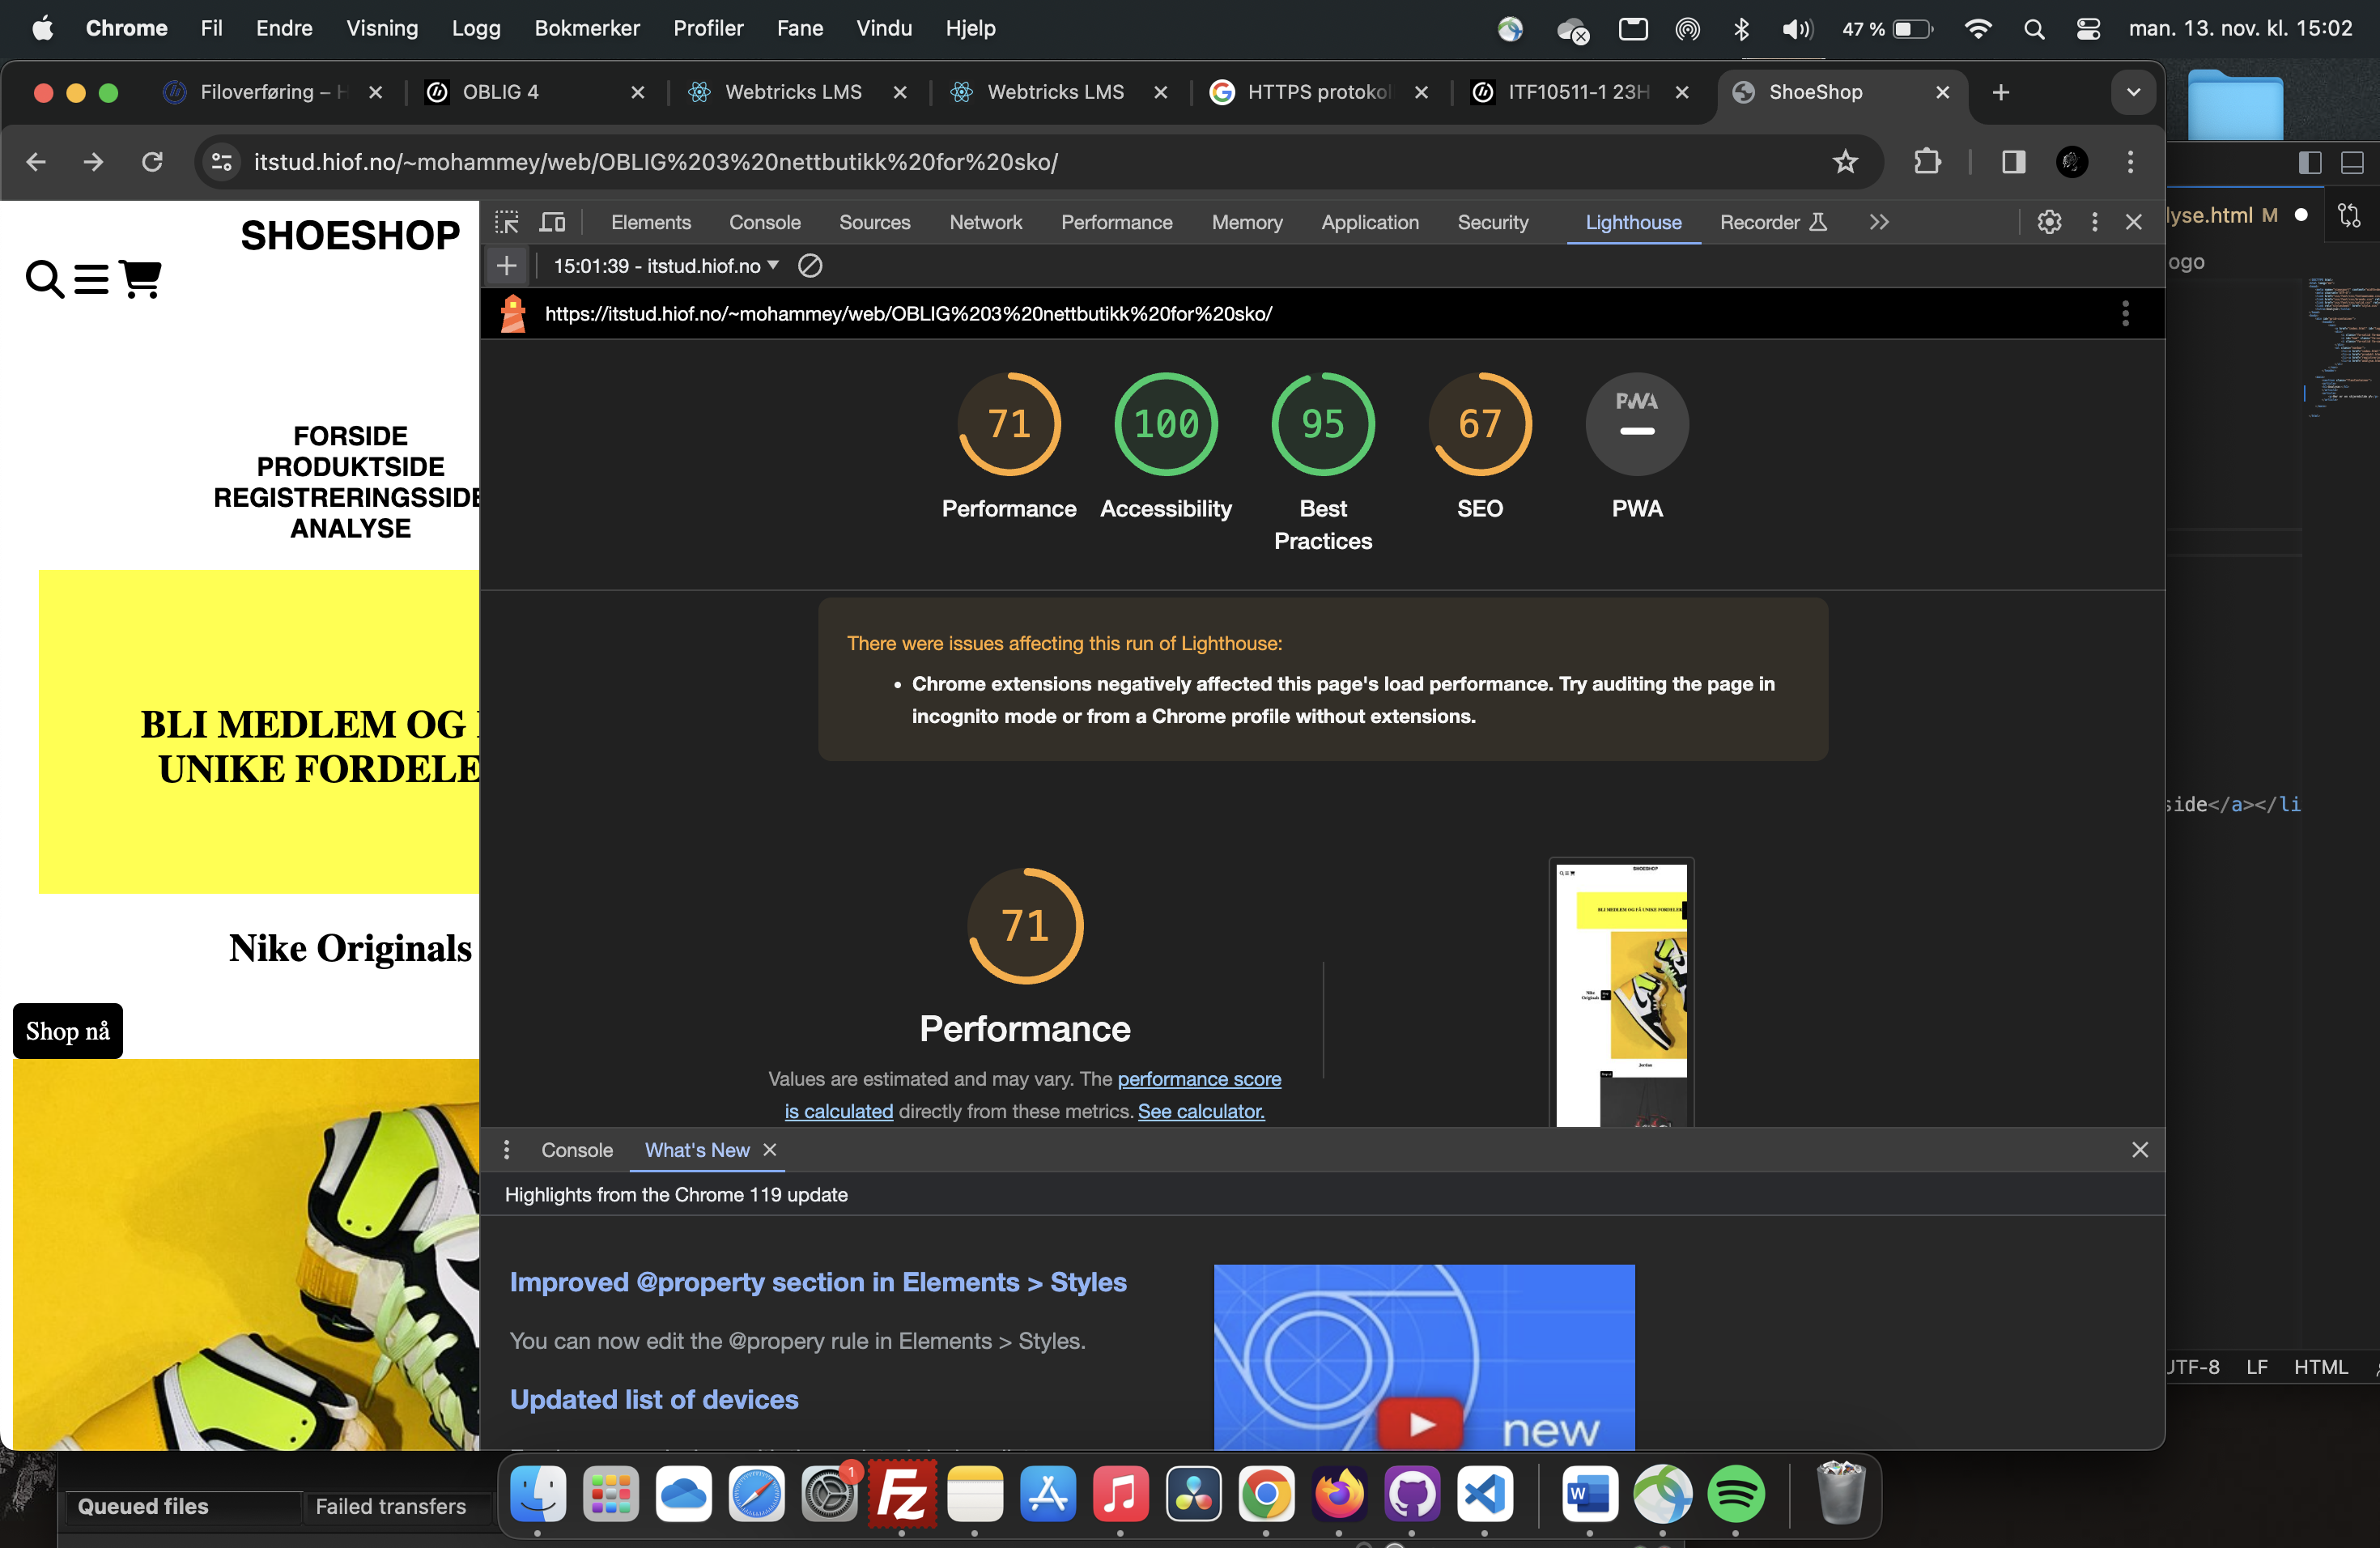 Chrome Fil Endre Visning Logg Bokmerker Profiler Fane Vindu Hjelp 47 % man. 13. nov. kl. 15:02
Filoverføring – OBLIG 4 Webtricks LMS Webtricks LMS HTTPS protokol ITF10511-1 23H ShoeShop
itstud.hiof.no/~mohammey/web/OBLIG%203%20nettbutikk%20for%20sko/
SHOESHOP
FORSIDE
PRODUKTSIDE
REGISTRERINGSSIDE
ANALYSE
BLI MEDLEM OG
UNIKE FORDELE
Nike Originals
Shop nå
Elements Console Sources Network Performance Memory Application Security Lighthouse Recorder
15:01:39 - itstud.hiof.no
https://itstud.hiof.no/~mohammey/web/OBLIG%203%20nettbutikk%20for%20sko/
71 100 95 67 PWA
Performance Accessibility Best Practices SEO PWA
There were issues affecting this run of Lighthouse:
• Chrome extensions negatively affected this page's load performance. Try auditing the page in
incognito mode or from a Chrome profile without extensions.
71
Performance
Values are estimated and may vary. The performance score
is calculated directly from these metrics. See calculator.
SHOESHOP
BLI MEDLEM OG FÅ UNIKE FORDELER
Nike
Originals
Jordan
Console What's New
Highlights from the Chrome 119 update
Improved @property section in Elements > Styles
You can now edit the @propery rule in Elements > Styles.
Updated list of devices
new
lyse.html M
ogo
side</a></li
UTF-8 LF HTML
Queued files Failed transfers
1
Fz
W